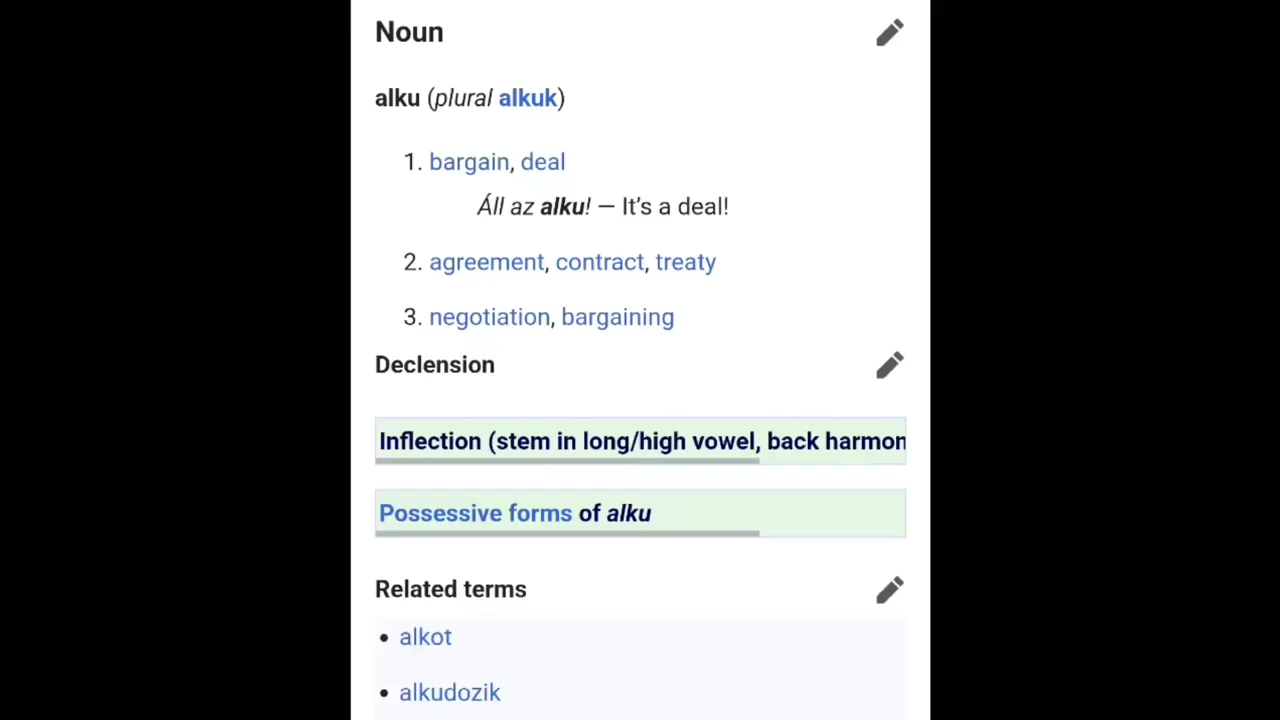 Noun
alku (plural alkuk)
1. bargain, deal
Áll az alku! — It’s a deal!
2. agreement, contract, treaty
3. negotiation, bargaining
Declension
Inflection (stem in long/high vowel, back harmon
Possessive forms of alku
Related terms
• alkot
• alkudozik